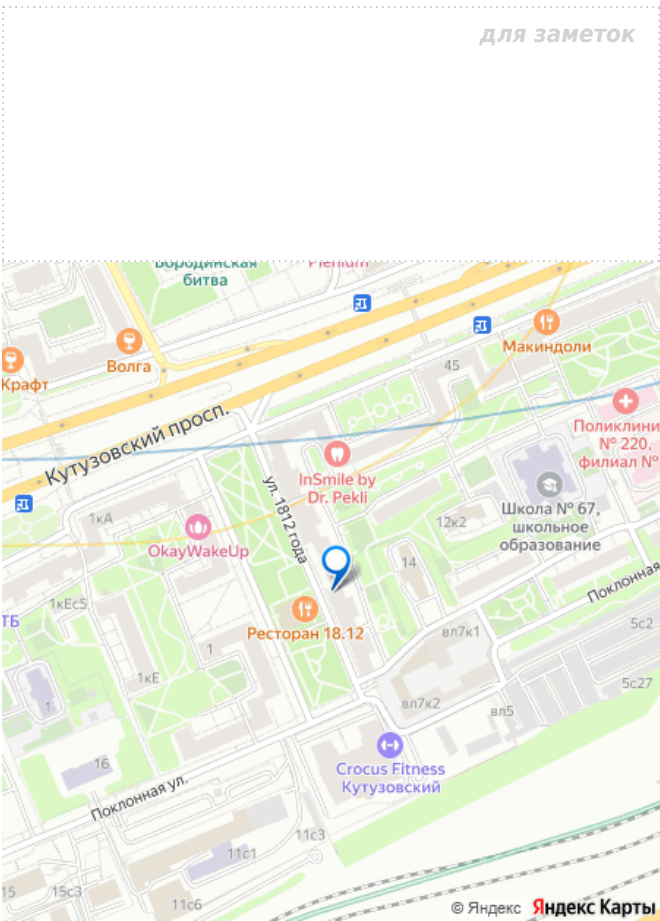 для заметок
Бородинская
битва
Plenium
Волга
Крафт
Макиндоли
45
Кутузовский просп.
InSmile by
Dr. Pekli
Поликлини
№ 220,
филиал №
ул. 1812 года
1кА
OkayWakeUp
12к2
Школа № 67,
школьное
образование
14
Поклонная
1кЕс5
ТБ
Ресторан 18.12
вл7к1
5с2
1
1кЕ
1
5с27
вл7к2
вл5
16
Crocus Fitness
Кутузовский
Поклонная ул.
11с3
11с1
15
15с3
11с6
© Яндекс Яндекс Карты